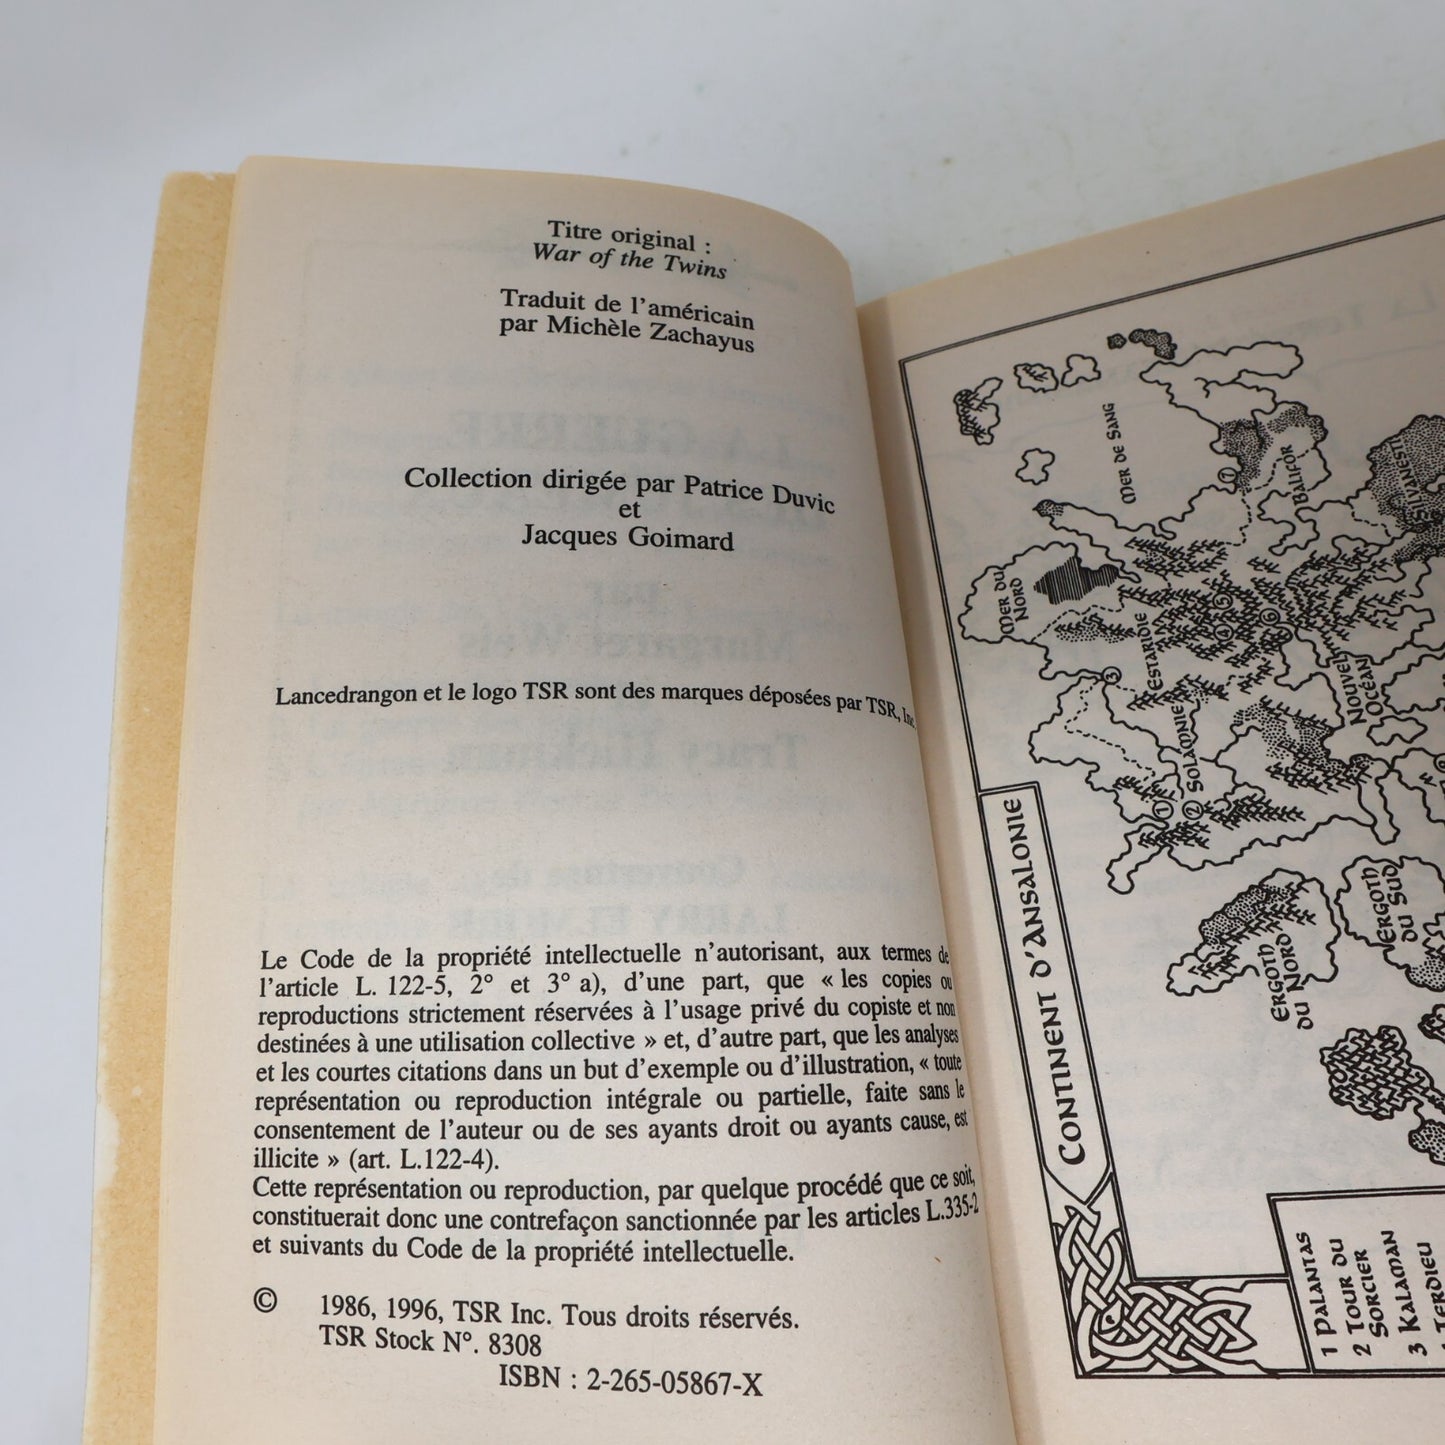 Titre original :
War of the Twins
Traduit de l'américain
par Michèle Zachayus
Collection dirigée par Patrice Duvic
et
Jacques Goimard
Lancedrangon et le logo TSR sont des marques déposées par TSR, Inc.
Le Code de la propriété intellectuelle n'autorisant, aux termes de
l'article L. 122-5, 2° et 3° a), d'une part, que « les copies ou
reproductions strictement réservées à l'usage privé du copiste et non
destinées à une utilisation collective » et, d'autre part, que les analyses
et les courtes citations dans un but d'exemple ou d'illustration, « toute
représentation ou reproduction intégrale ou partielle, faite sans le
consentement de l'auteur ou de ses ayants droit ou ayants cause, est
illicite » (art. L.122-4).
Cette représentation ou reproduction, par quelque procédé que ce soit,
constituerait donc une contrefaçon sanctionnée par les articles L.335-2
et suivants du Code de la propriété intellectuelle.
© 1986, 1996, TSR Inc. Tous droits réservés.
TSR Stock N°. 8308
ISBN : 2-265-05867-X
CONTINENT D'ANSALONIE
MER DE SANG
BALIFOR
SILVANESTI
MER DU
NORD
ESTARIDIE
SOLAMNIE
NOUVEL
OCÉAN
ERGOTH
DU NORD
ERGOTH
DU SUD
1
2
3
4
5
6
7
1 PALANTAS
2 TOUR DU
SORCIER
3 KALAMAN